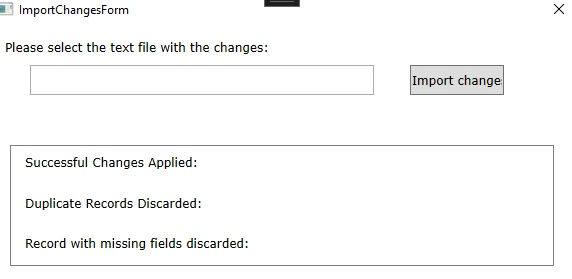 ImportChangesForm
Please select the text file with the changes:
Import change
Successful Changes Applied:
Duplicate Records Discarded:
Record with missing fields discarded: